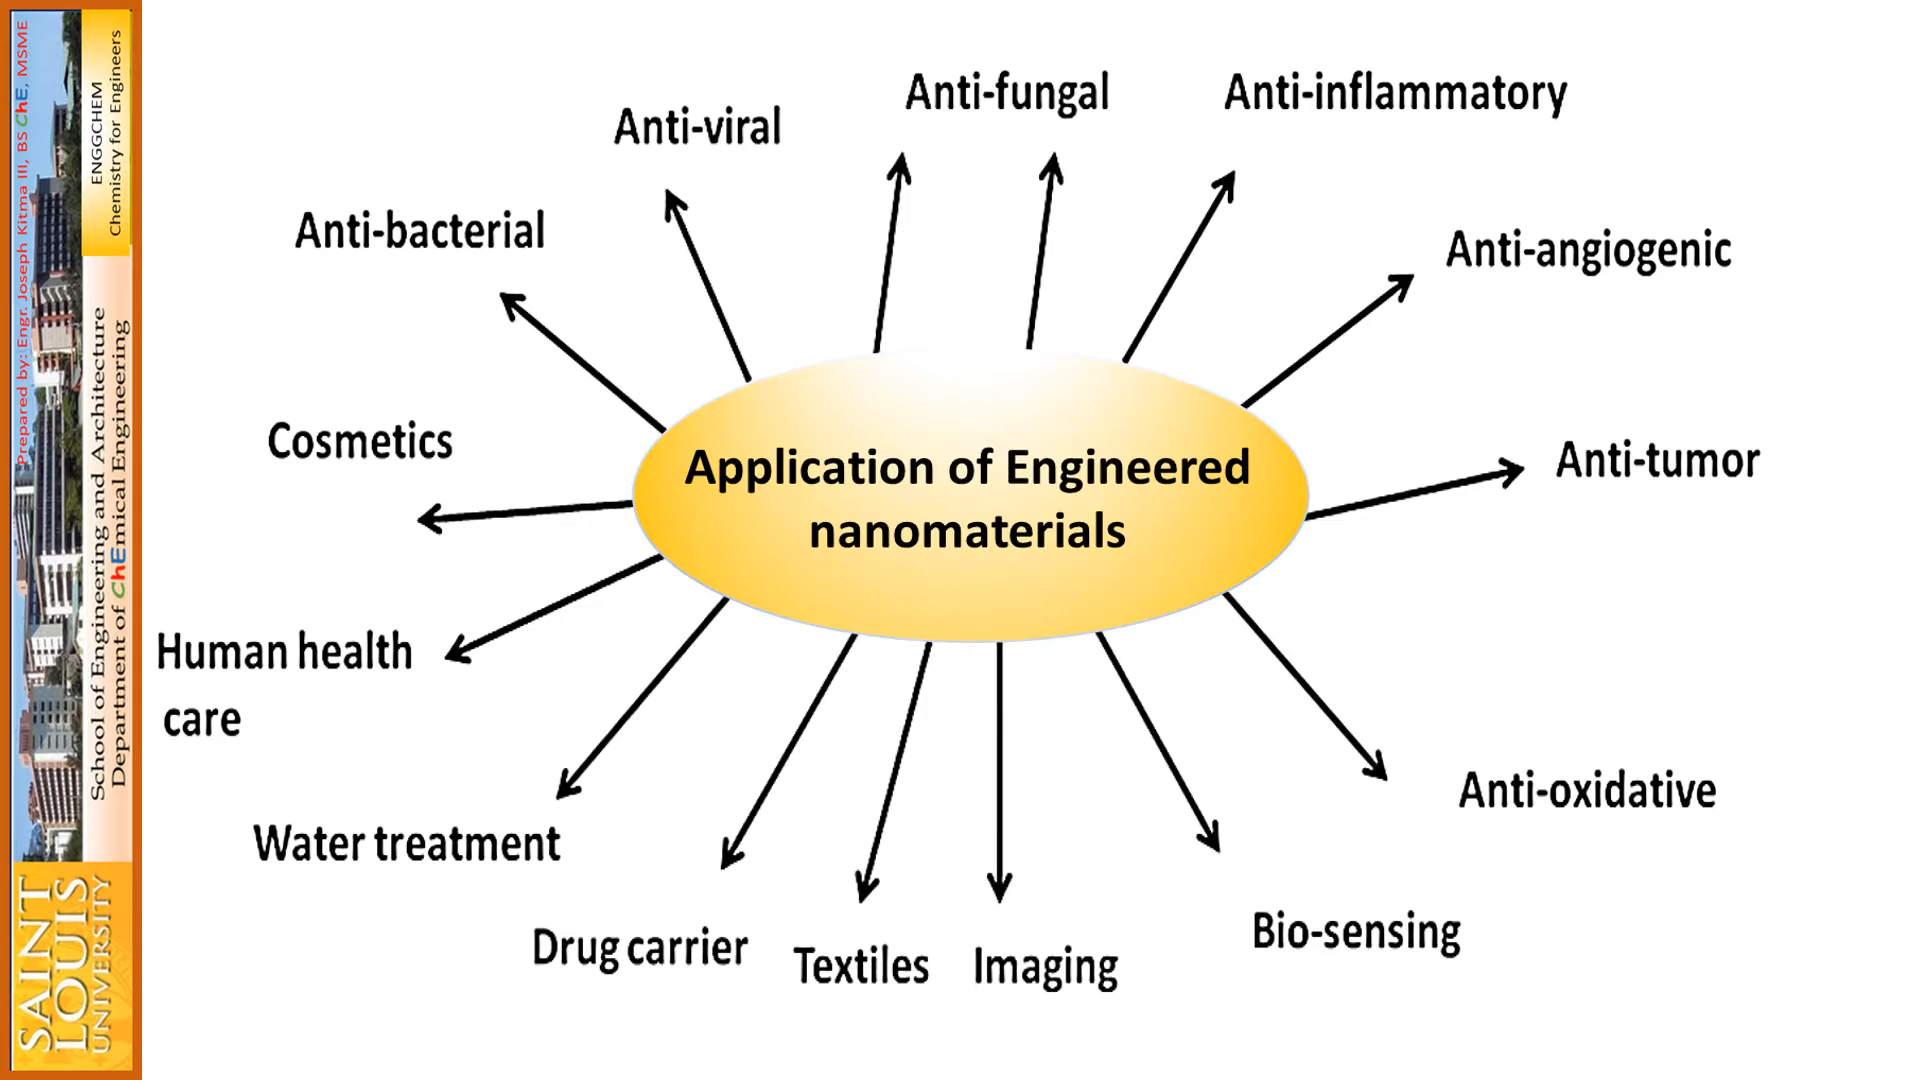 Prepared by: Engr. Joseph Kitma III, BS ChE, MSME
ENGGCHEM
Chemistry for Engineers
School of Engineering and Architecture
Department of ChEmical Engineering
SAINT
LOUIS
UNIVERSITY
Anti-fungal
Anti-inflammatory
Anti-viral
Anti-bacterial
Anti-angiogenic
Cosmetics
Anti-tumor
Application of Engineered
nanomaterials
Human health
care
Anti-oxidative
Water treatment
Bio-sensing
Drug carrier
Textiles
Imaging